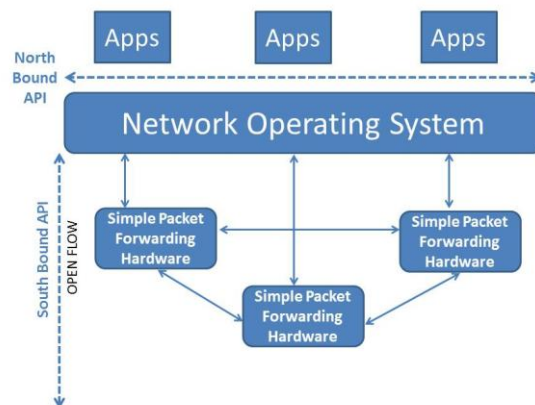 Apps
Apps
Apps
North
Bound
API
Network Operating System
South Bound API
OPEN FLOW
Simple Packet
Forwarding
Hardware
Simple Packet
Forwarding
Hardware
Simple Packet
Forwarding
Hardware